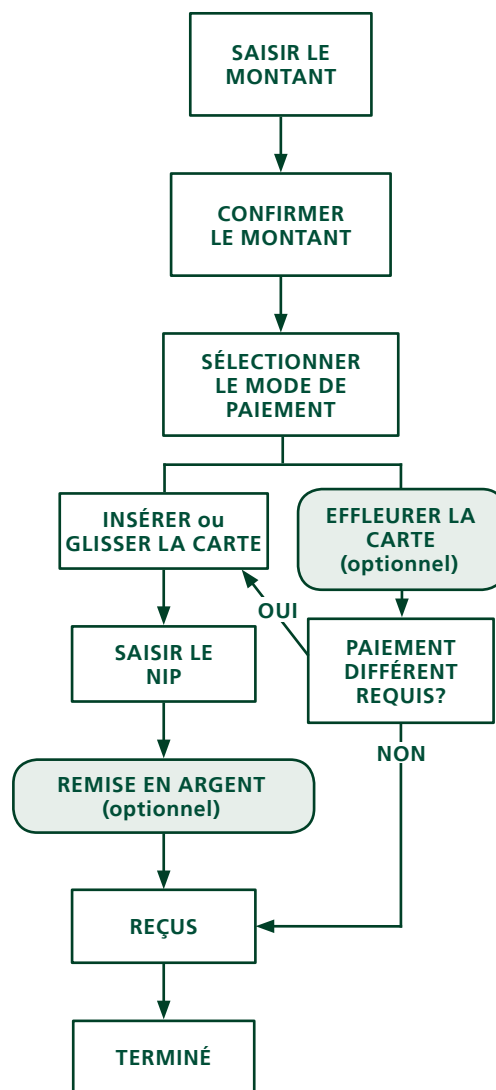 SAISIR LE
MONTANT
CONFIRMER
LE MONTANT
SÉLECTIONNER
LE MODE DE
PAIEMENT
INSÉRER ou
GLISSER LA CARTE
EFFLEURER LA
CARTE
(optionnel)
OUI
SAISIR LE
NIP
PAIEMENT
DIFFÉRENT
REQUIS?
NON
REMISE EN ARGENT
(optionnel)
REÇUS
TERMINÉ